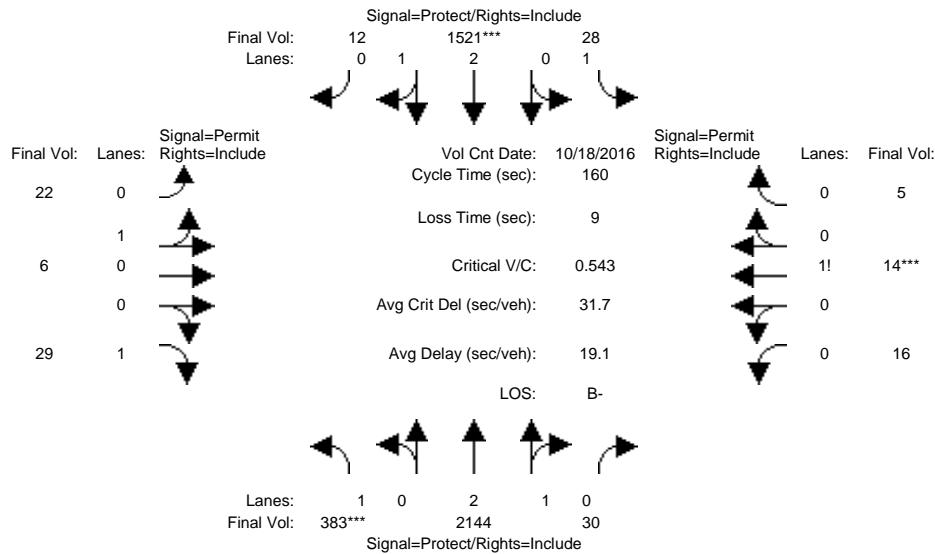 Signal=Protect/Rights=Include
Final Vol: 12 1521*** 28
Lanes: 0 1 2 0 1
Signal=Permit
Final Vol: Lanes: Rights=Include
Vol Cnt Date: 10/18/2016
Signal=Permit
Rights=Include Lanes: Final Vol:
Cycle Time (sec): 160
22 0
0 5
Loss Time (sec): 9
1
0
6 0
Critical V/C: 0.543
1! 14***
0
Avg Crit Del (sec/veh): 31.7
0
29 1
Avg Delay (sec/veh): 19.1
0 16
LOS: B-
Lanes: 1 0 2 1 0
Final Vol: 383*** 2144 30
Signal=Protect/Rights=Include